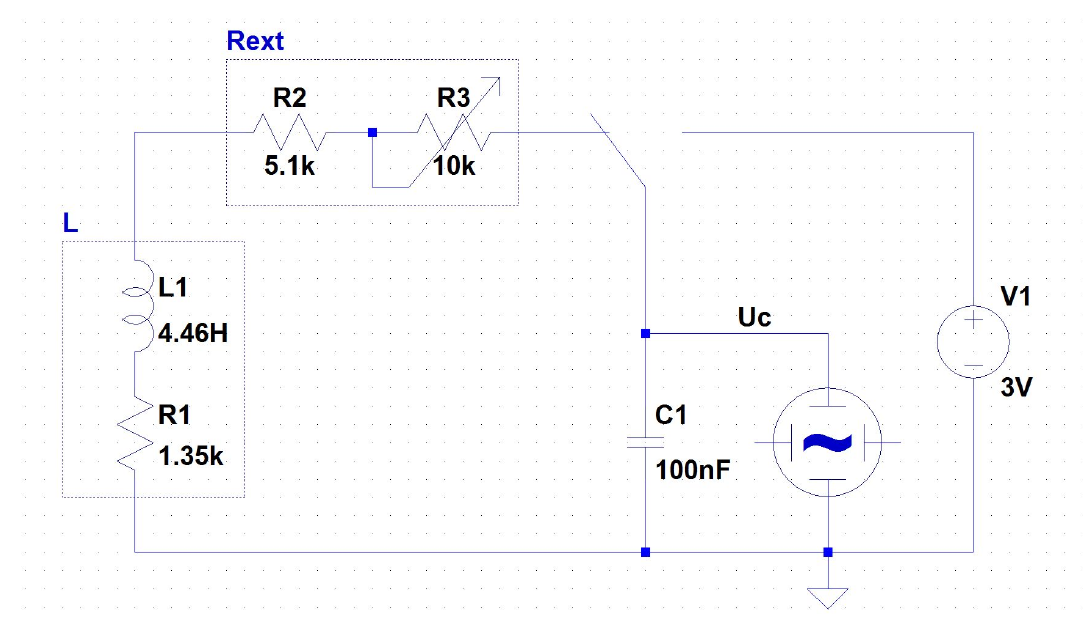 Rext
R2
5.1k
R3
10k
L
L1
4.46H
R1
1.35k
Uc
C1
100nF
V1
3V